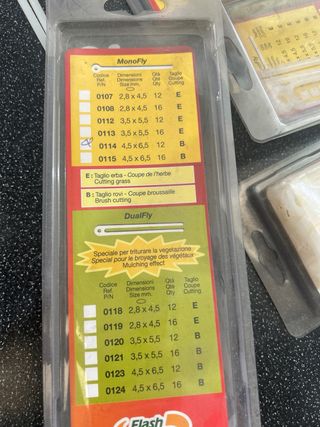 MonoFly
Codice Dimensioni Qtà Taglio
Ref. Dimensions Qté Coupe
P/N Size mm. Qty Cutting
0107 2,8 x 4,5 12 E
0108 2,8 x 4,5 16 E
0112 3,5 x 5,5 12 E
0113 3,5 x 5,5 16 E
0114 4,5 x 6,5 12 B
0115 4,5 x 6,5 16 B
E : Taglio erba - Coupe de l'herbe
Cutting grass
B : Taglio rovi - Coupe broussaille
Brush cutting
DualFly
Speciale per triturare la vegetazione
Special pour le broyage des végétaux
Mulching effect
Codice Dimensioni Qtà Taglio
Ref. Dimensions Qté Coupe
P/N Size mm. Qty Cutting
0118 2,8 x 4,5 12 E
0119 2,8 x 4,5 16 E
0120 3,5 x 5,5 12 B
0121 3,5 x 5,5 16 B
0123 4,5 x 6,5 12 B
0124 4,5 x 6,5 16 B
Flash